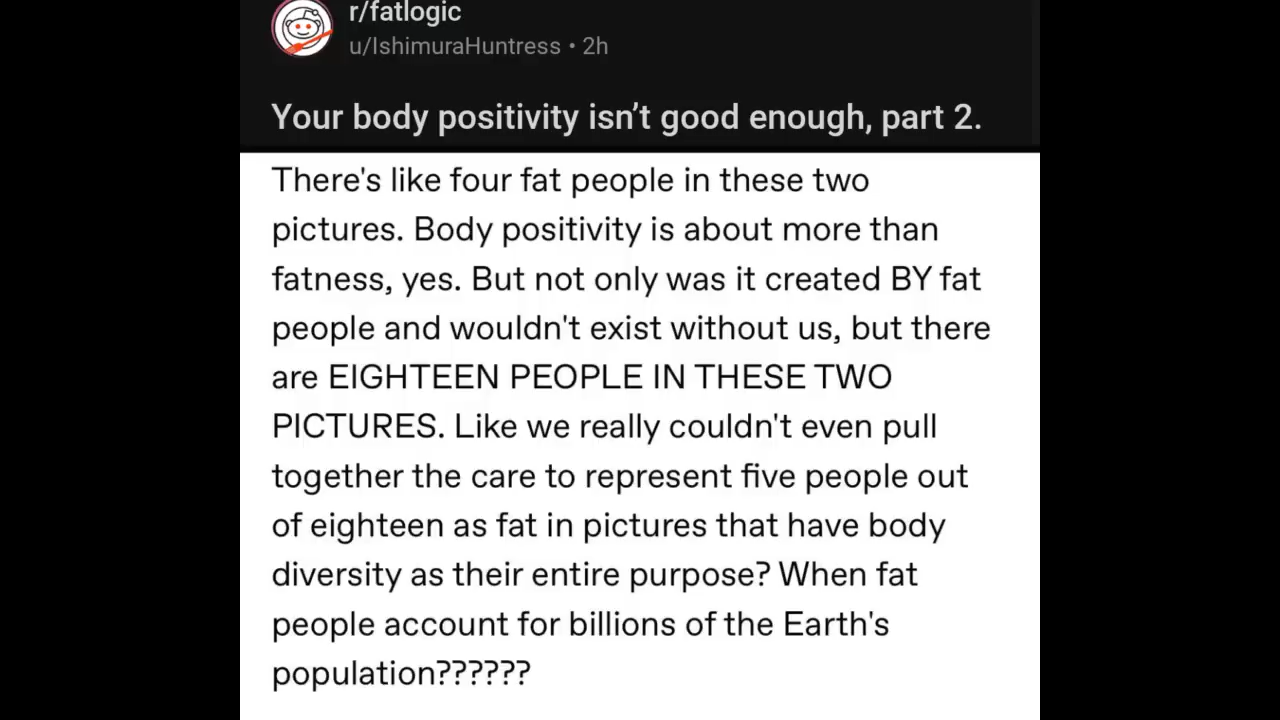 r/fatlogic
u/IshimuraHuntress • 2h
Your body positivity isn’t good enough, part 2.
There's like four fat people in these two
pictures. Body positivity is about more than
fatness, yes. But not only was it created BY fat
people and wouldn't exist without us, but there
are EIGHTEEN PEOPLE IN THESE TWO
PICTURES. Like we really couldn't even pull
together the care to represent five people out
of eighteen as fat in pictures that have body
diversity as their entire purpose? When fat
people account for billions of the Earth's
population??????